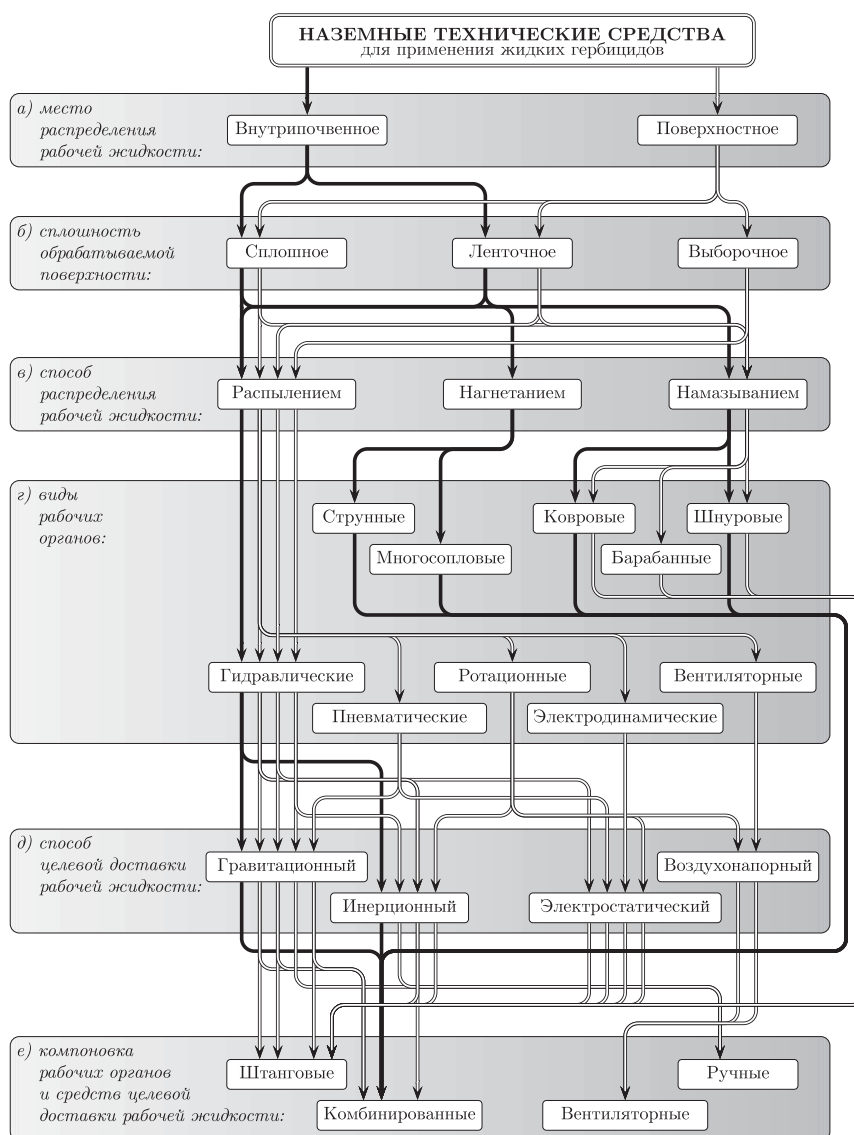 НАЗЕМНЫЕ ТЕХНИЧЕСКИЕ СРЕДСТВА
для применения жидких гербицидов
а) место
распределения
рабочей жидкости:
Внутрипочвенное
Поверхностное
б) сплошность
обрабатываемой
поверхности:
Сплошное
Ленточное
Выборочное
в) способ
распределения
рабочей жидкости:
Распылением
Нагнетанием
Намазыванием
г) виды
рабочих
органов:
Струнные
Ковровые
Шнуровые
Многосопловые
Барабанные
Гидравлические
Ротационные
Вентиляторные
Пневматические
Электродинамические
д) способ
целевой доставки
рабочей жидкости:
Гравитационный
Воздухонапорный
Инерционный
Электростатический
е) компоновка
рабочих органов
и средств целевой
доставки рабочей жидкости:
Штанговые
Ручные
Комбинированные
Вентиляторные